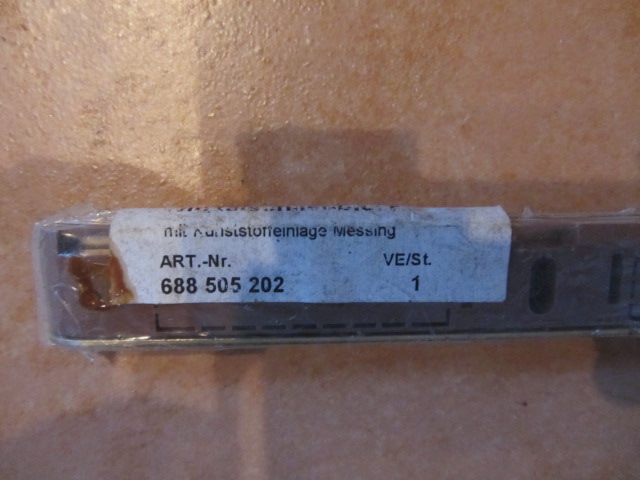 mit Kunststoffeinlage Messing
ART.-Nr. VE/St.
688 505 202 1